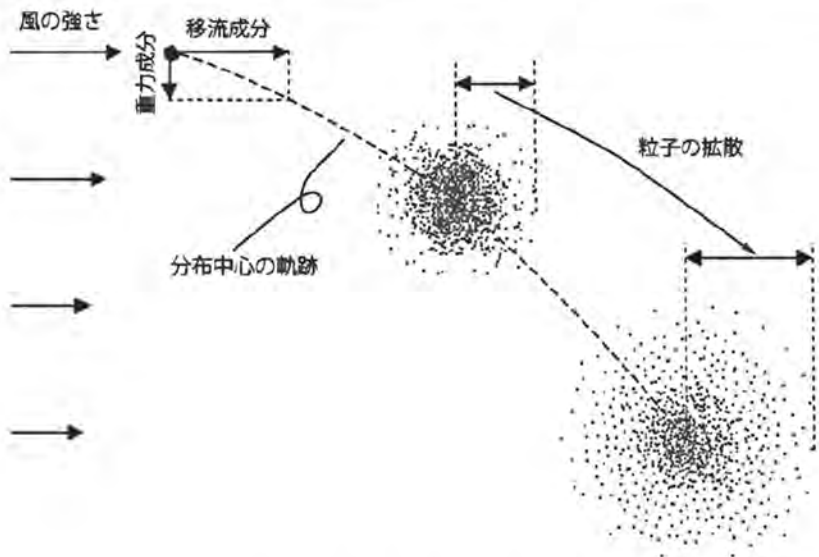 風の強さ
移流成分
重力成分
粒子の拡散
分布中心の軌跡